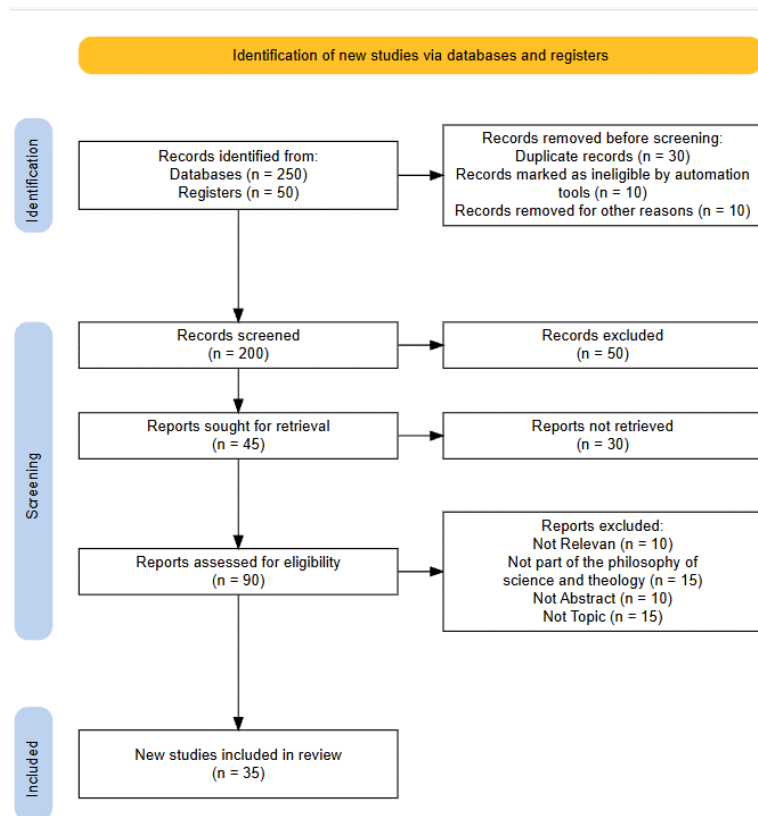 Identification of new studies via databases and registers
Identification
Records identified from:
Databases (n = 250)
Registers (n = 50)
Records removed before screening:
Duplicate records (n = 30)
Records marked as ineligible by automation
tools (n = 10)
Records removed for other reasons (n = 10)
Screening
Records screened
(n = 200)
Records excluded
(n = 50)
Reports sought for retrieval
(n = 45)
Reports not retrieved
(n = 30)
Reports assessed for eligibility
(n = 90)
Reports excluded:
Not Relevan (n = 10)
Not part of the philosophy of
science and theology (n = 15)
Not Abstract (n = 10)
Not Topic (n = 15)
Included
New studies included in review
(n = 35)